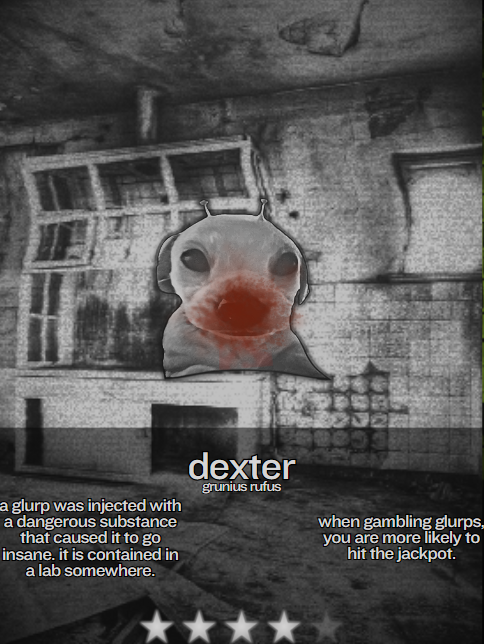 dexter
grunius rufus
a glurp was injected with
a dangerous substance
that caused it to go
insane. it is contained in
a lab somewhere.
when gambling glurps,
you are more likely to
hit the jackpot.